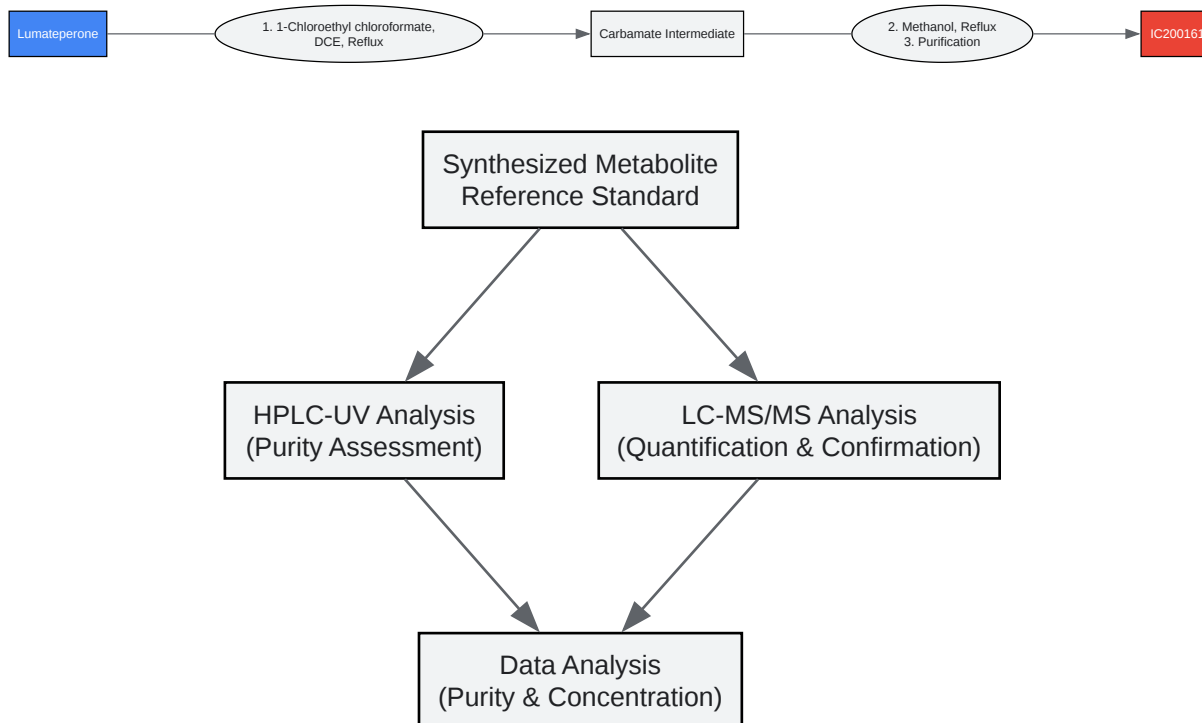 Lumateperone
1. 1-Chloroethyl chloroformate,
DCE, Reflux
Carbamate Intermediate
2. Methanol, Reflux
3. Purification
IC200161
Synthesized Metabolite
Reference Standard
HPLC-UV Analysis
(Purity Assessment)
LC-MS/MS Analysis
(Quantification & Confirmation)
Data Analysis
(Purity & Concentration)